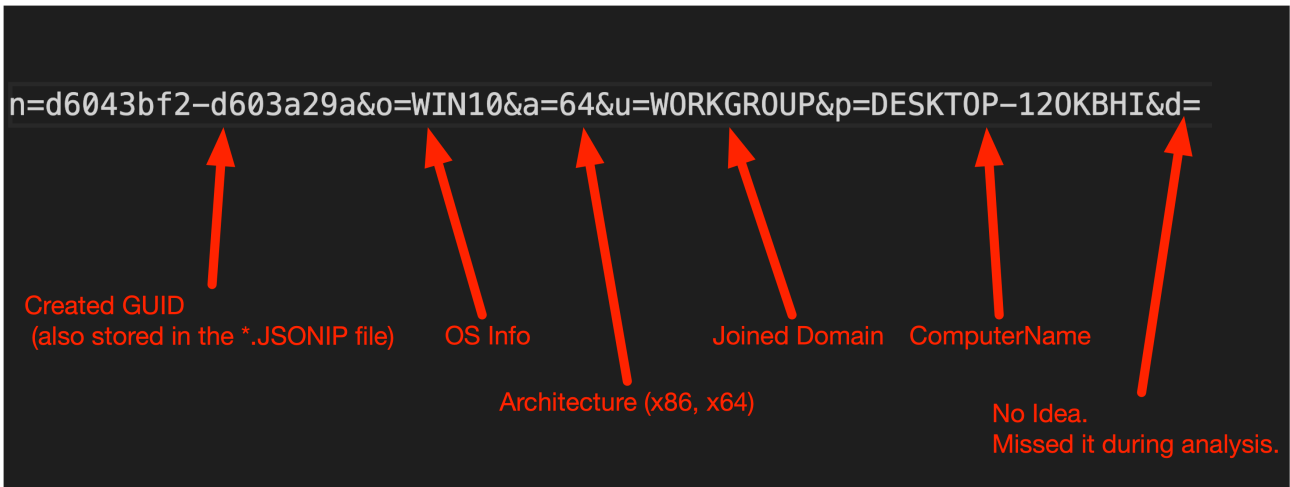 n=d6043bf2-d603a29a&o=WIN10&a=64&u=WORKGROUP&p=DESKTOP-12OKBHI&d=
Created GUID
(also stored in the *.JSONIP file)
OS Info
Joined Domain
ComputerName
Architecture (x86, x64)
No Idea.
Missed it during analysis.